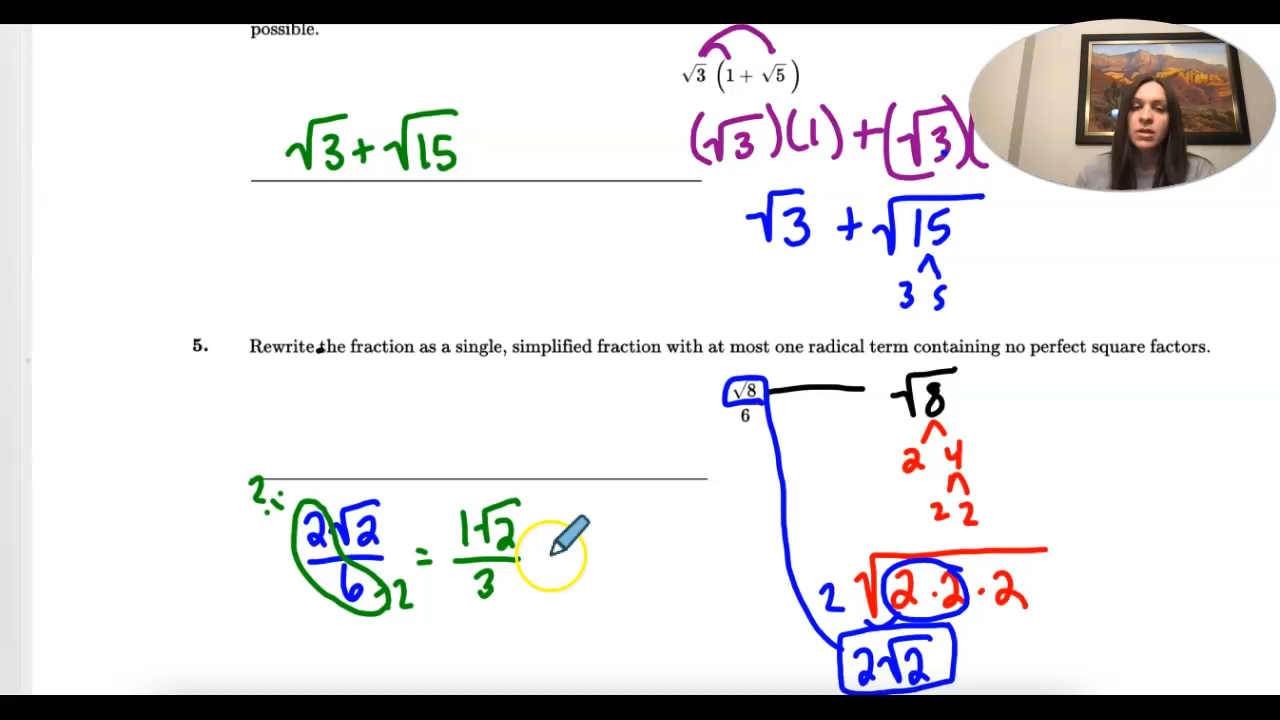 possible.
√3 (1 + √5)
√3 + √15
(√3)(1) + (√3)(
√3 + √15
3 5
5. Rewrite the fraction as a single, simplified fraction with at most one radical term containing no perfect square factors.
√8
6
√8
2 4
2 2
2÷
2√2
6
÷2
=
1√2
3
2 √2·2·2
2√2